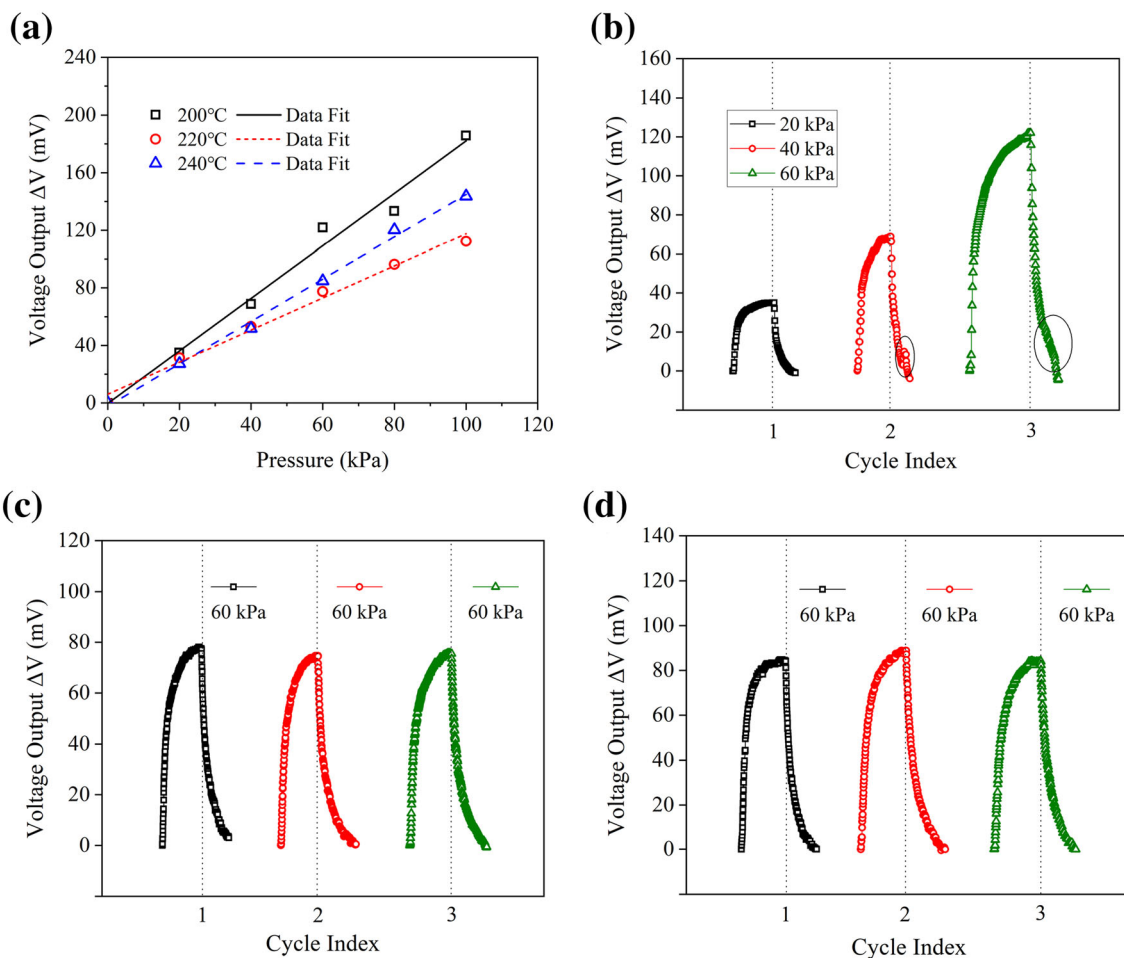 (a)
240
200
160
120
80
40
0
0 20 40 60 80 100 120
Voltage Output ΔV (mV)
Pressure (kPa)
200℃ Data Fit
220℃ Data Fit
240℃ Data Fit
(b)
160
140
120
100
80
60
40
20
0
1 2 3
Voltage Output ΔV (mV)
Cycle Index
20 kPa
40 kPa
60 kPa
(c)
120
100
80
60
40
20
0
1 2 3
Voltage Output ΔV (mV)
Cycle Index
60 kPa 60 kPa 60 kPa
(d)
140
120
100
80
60
40
20
0
1 2 3
Voltage Output ΔV (mV)
Cycle Index
60 kPa 60 kPa 60 kPa